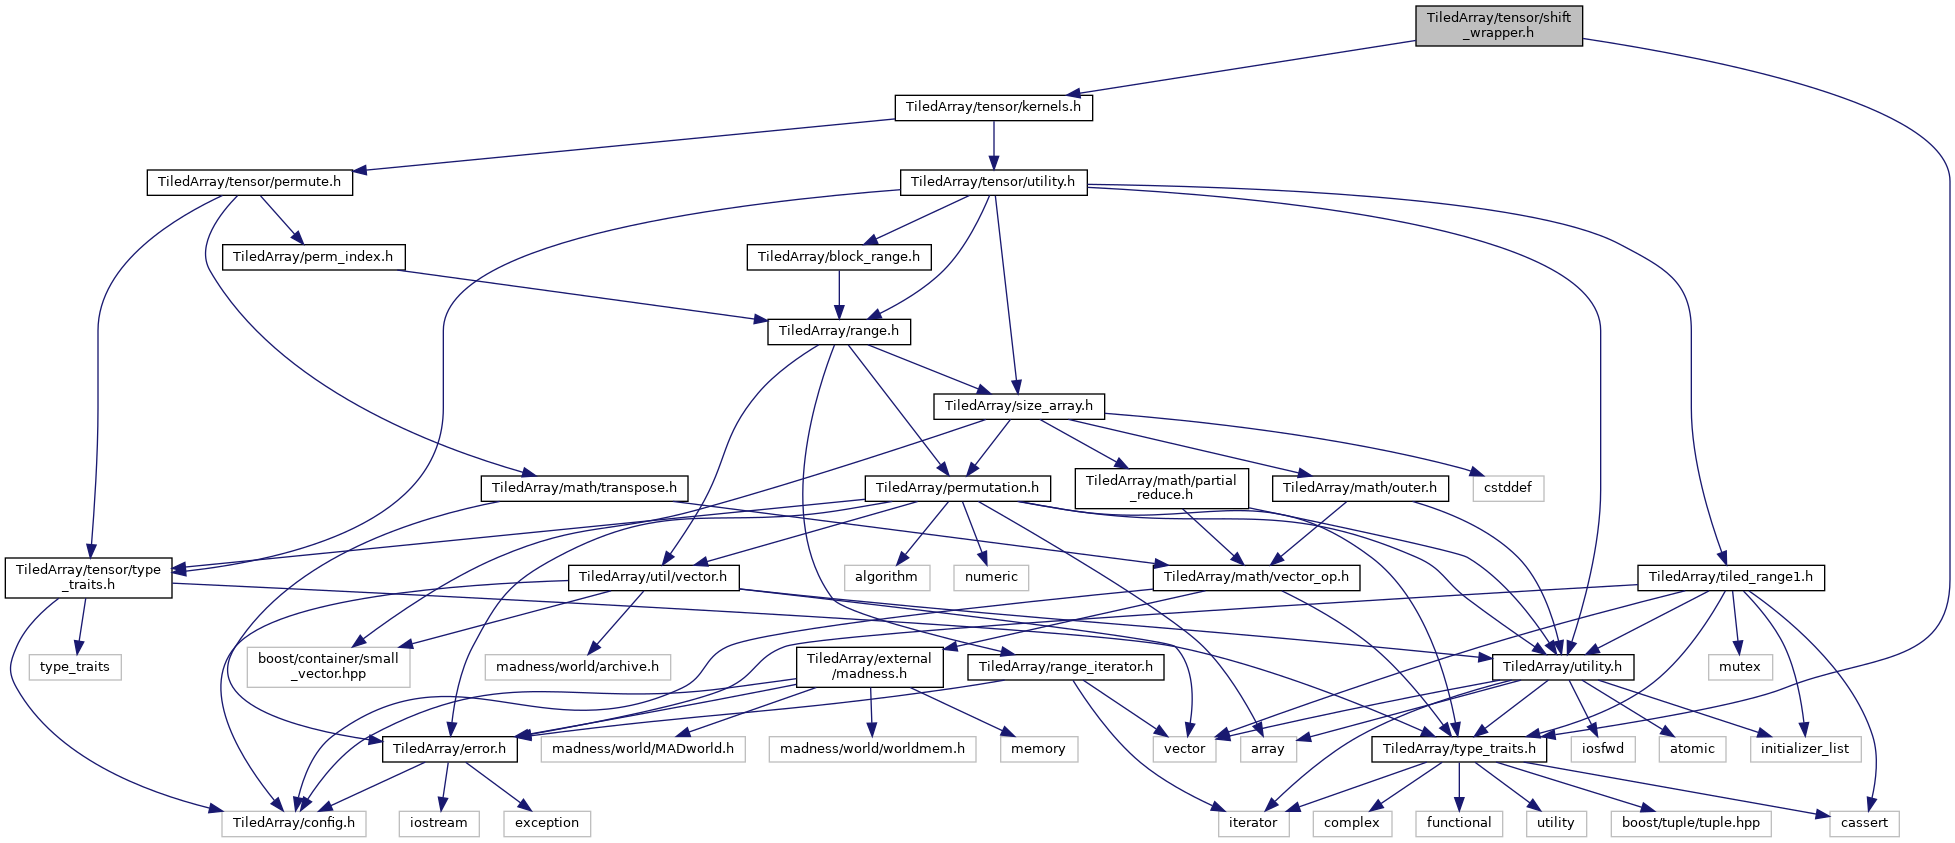 TiledArray/tensor/shift
_wrapper.h
TiledArray/tensor/kernels.h
TiledArray/tensor/permute.h
TiledArray/tensor/utility.h
TiledArray/perm_index.h
TiledArray/block_range.h
TiledArray/range.h
TiledArray/size_array.h
TiledArray/math/transpose.h
TiledArray/permutation.h
TiledArray/math/partial
_reduce.h
TiledArray/math/outer.h
cstddef
TiledArray/tensor/type
_traits.h
TiledArray/util/vector.h
algorithm
numeric
TiledArray/math/vector_op.h
TiledArray/tiled_range1.h
type_traits
boost/container/small
_vector.hpp
madness/world/archive.h
TiledArray/external
/madness.h
TiledArray/range_iterator.h
TiledArray/utility.h
mutex
TiledArray/error.h
madness/world/MADworld.h
madness/world/worldmem.h
memory
vector
array
TiledArray/type_traits.h
iosfwd
atomic
initializer_list
TiledArray/config.h
iostream
exception
iterator
complex
functional
utility
boost/tuple/tuple.hpp
cassert